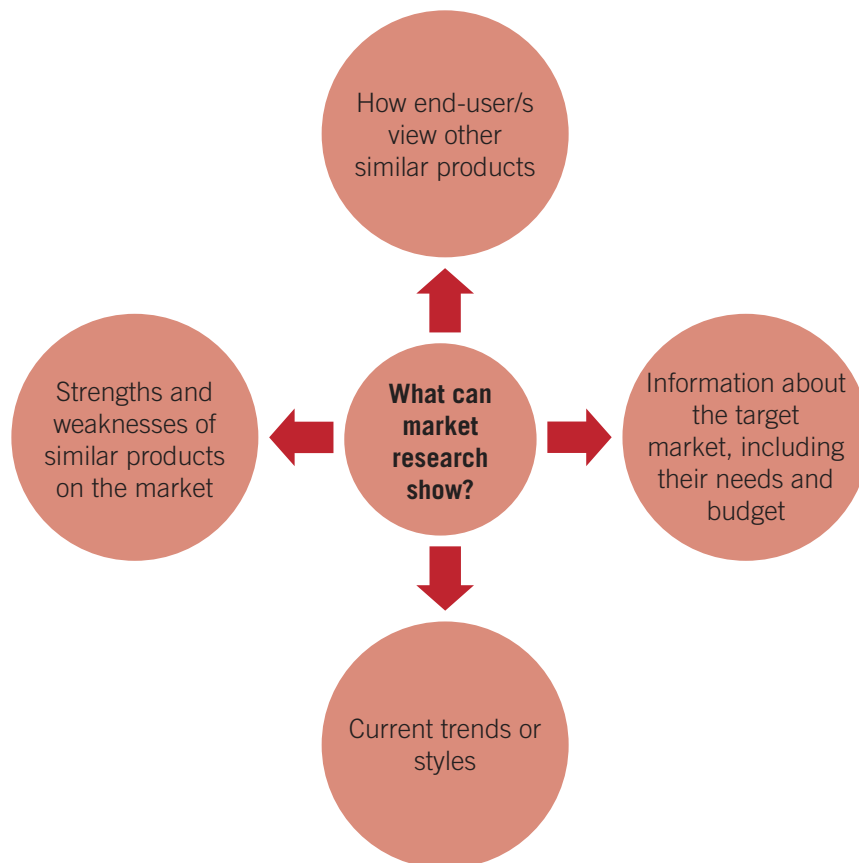 How end-user/s
view other
similar products
Strengths and
weaknesses of
similar products
on the market
What can
market
research
show?
Information about
the target
market, including
their needs and
budget
Current trends or
styles